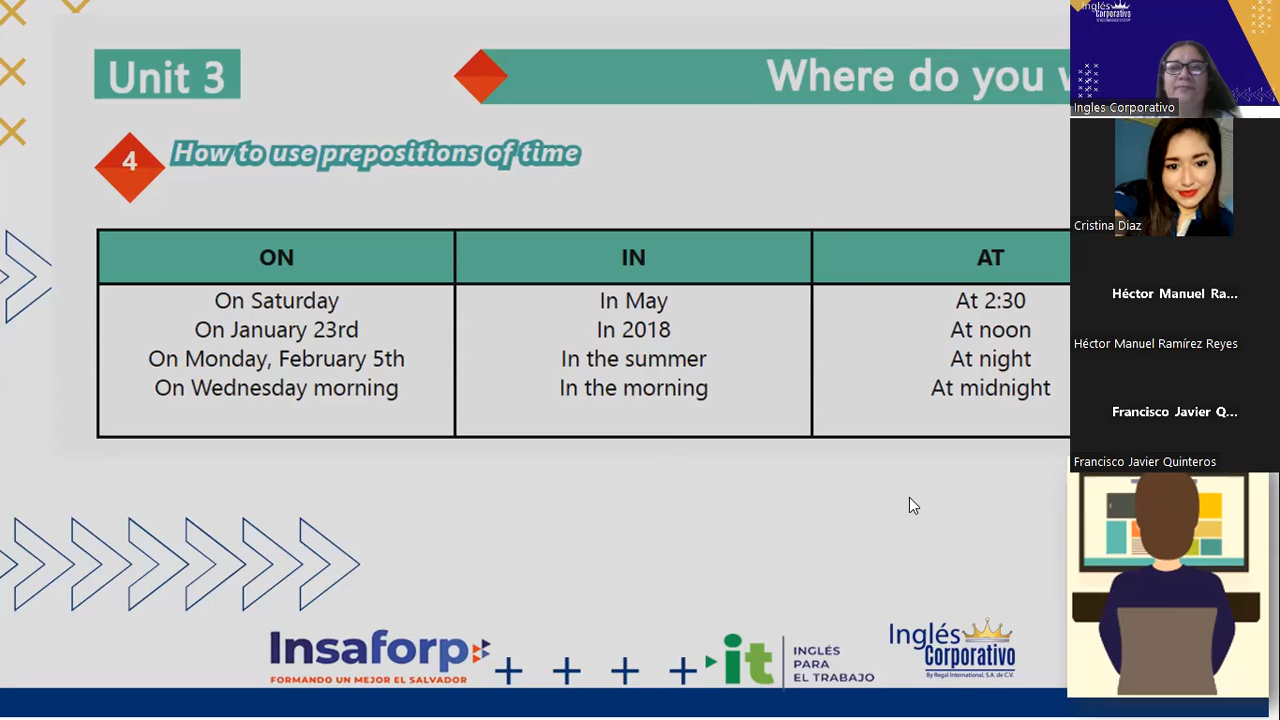 Unit 3
Where do you
4
How to use prepositions of time
ON
IN
AT
On Saturday
In May
At 2:30
On January 23rd
In 2018
At noon
On Monday, February 5th
In the summer
At night
On Wednesday morning
In the morning
At midnight
Insaforp
FORMANDO UN MEJOR EL SALVADOR
it
INGLÉS
PARA
EL TRABAJO
Inglés
Corporativo
By Regal International, S.A. de C.V.
Inglés
Corporativo
Ingles Corporativo
Cristina Diaz
Héctor Manuel Ra...
Héctor Manuel Ramírez Reyes
Francisco Javier Q...
Francisco Javier Quinteros